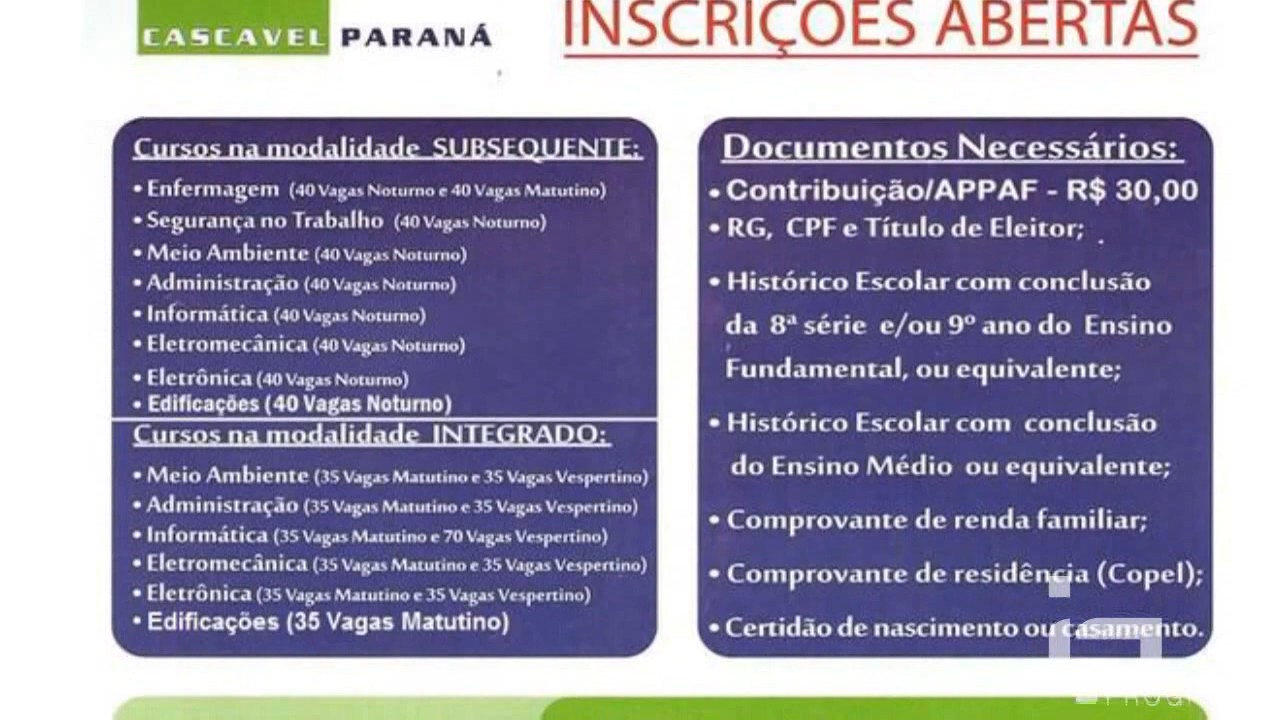 CASCAVEL PARANÁ
INSCRIÇÕES ABERTAS
Cursos na modalidade SUBSEQUENTE:
• Enfermagem (40 Vagas Noturno e 40 Vagas Matutino)
• Segurança no Trabalho (40 Vagas Noturno)
• Meio Ambiente (40 Vagas Noturno)
• Administração (40 Vagas Noturno)
• Informática (40 Vagas Noturno)
• Eletromecânica (40 Vagas Noturno)
• Eletrônica (40 Vagas Noturno)
• Edificações (40 Vagas Noturno)
Cursos na modalidade INTEGRADO:
• Meio Ambiente (35 Vagas Matutino e 35 Vagas Vespertino)
• Administração (35 Vagas Matutino e 35 Vagas Vespertino)
• Informática (35 Vagas Matutino e 70 Vagas Vespertino)
• Eletromecânica (35 Vagas Matutino e 35 Vagas Vespertino)
• Eletrônica (35 Vagas Matutino e 35 Vagas Vespertino)
• Edificações (35 Vagas Matutino)
Documentos Necessários:
• Contribuição/APPAF - R$ 30,00
• RG, CPF e Título de Eleitor;
• Histórico Escolar com conclusão
da 8ª série e/ou 9º ano do Ensino
Fundamental, ou equivalente;
• Histórico Escolar com conclusão
do Ensino Médio ou equivalente;
• Comprovante de renda familiar;
• Comprovante de residência (Copel);
• Certidão de nascimento ou casamento.